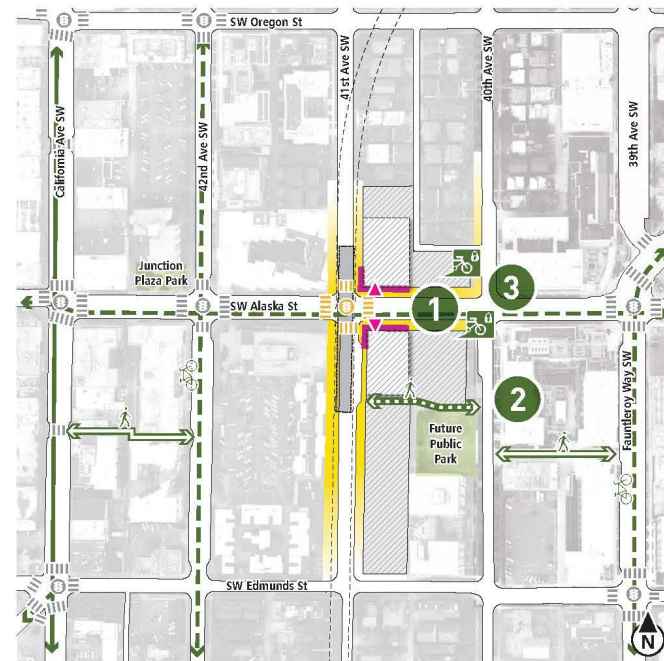 SW Oregon St
California Ave SW
42nd Ave SW
41st Ave SW
40th Ave SW
39th Ave SW
Junction
Plaza Park
SW Alaska St
1
3
2
Future
Public
Park
Fauntleroy Way SW
SW Edmunds St
N